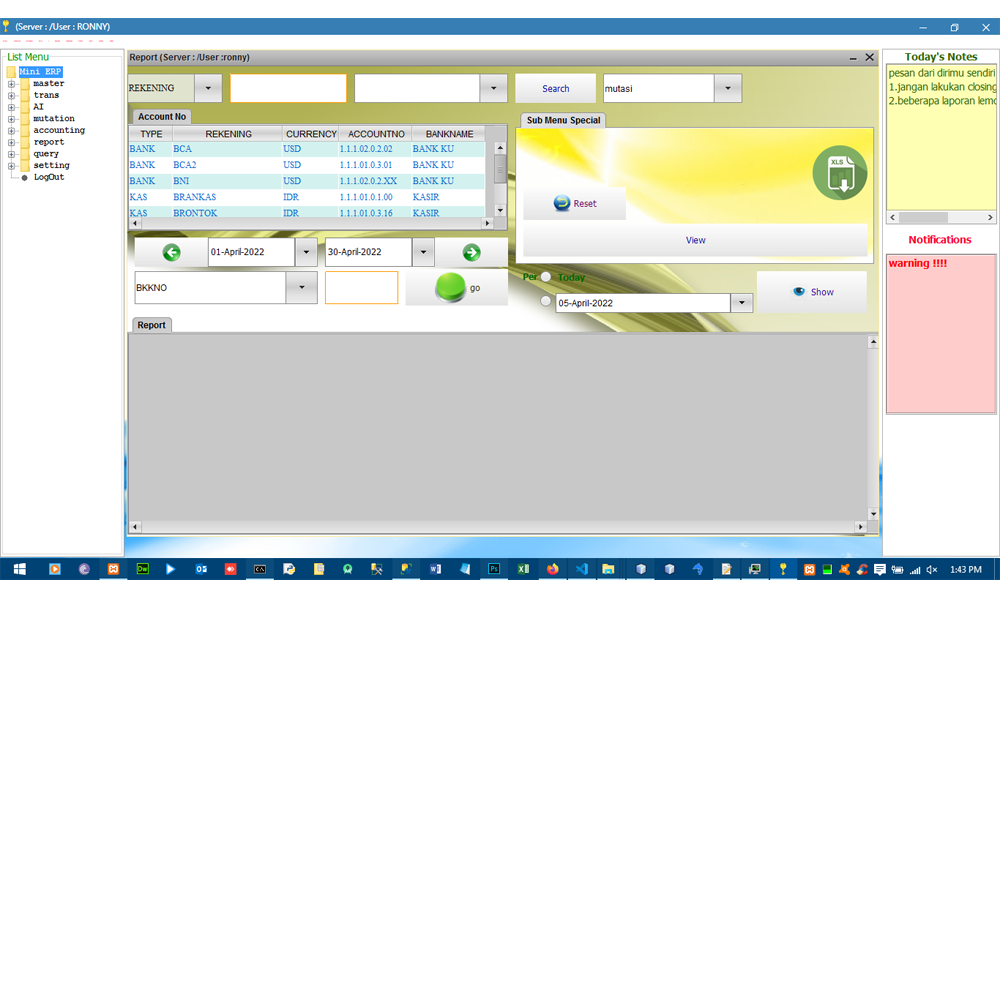 (Server : /User : RONNY)
List Menu
Mini ERP
master
trans
AI
mutation
accounting
report
query
setting
LogOut
Report (Server : /User :ronny)
REKENING
Search
mutasi
Account No
TYPE REKENING CURRENCY ACCOUNTNO BANKNAME
BANK BCA USD 1.1.1.02.0.2.02 BANK KU
BANK BCA2 USD 1.1.1.01.0.3.01 BANK KU
BANK BNI USD 1.1.1.02.0.2.XX BANK KU
KAS BRANKAS IDR 1.1.1.01.0.1.00 KASIR
KAS BRONTOK IDR 1.1.1.01.0.3.16 KASIR
01-April-2022 30-April-2022
BKKNO go
Sub Menu Special
XLS
Reset
View
Per Today
05-April-2022
Show
Report
Today's Notes
pesan dari dirimu sendiri
1.jangan lakukan closing
2.beberapa laporan lemo
Notifications
warning !!!!
1:43 PM